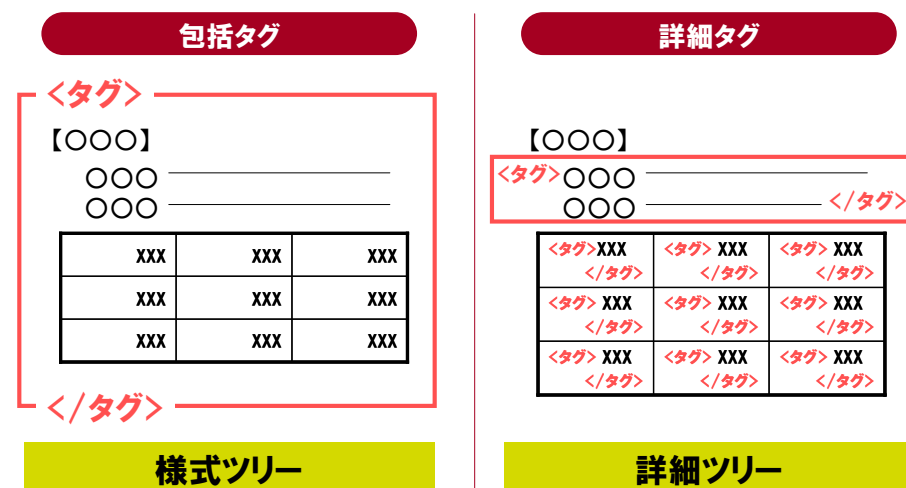 包括タグ
<タグ>
【〇〇〇】
〇〇〇
〇〇〇
XXX XXX XXX
XXX XXX XXX
XXX XXX XXX
</タグ>
様式ツリー
詳細タグ
【〇〇〇】
<タグ>〇〇〇
〇〇〇 </タグ>
<タグ>XXX <タグ> XXX <タグ> XXX
</タグ> </タグ> </タグ>
<タグ> XXX <タグ> XXX <タグ> XXX
</タグ> </タグ> </タグ>
<タグ> XXX <タグ> XXX <タグ> XXX
</タグ> </タグ> </タグ>
詳細ツリー